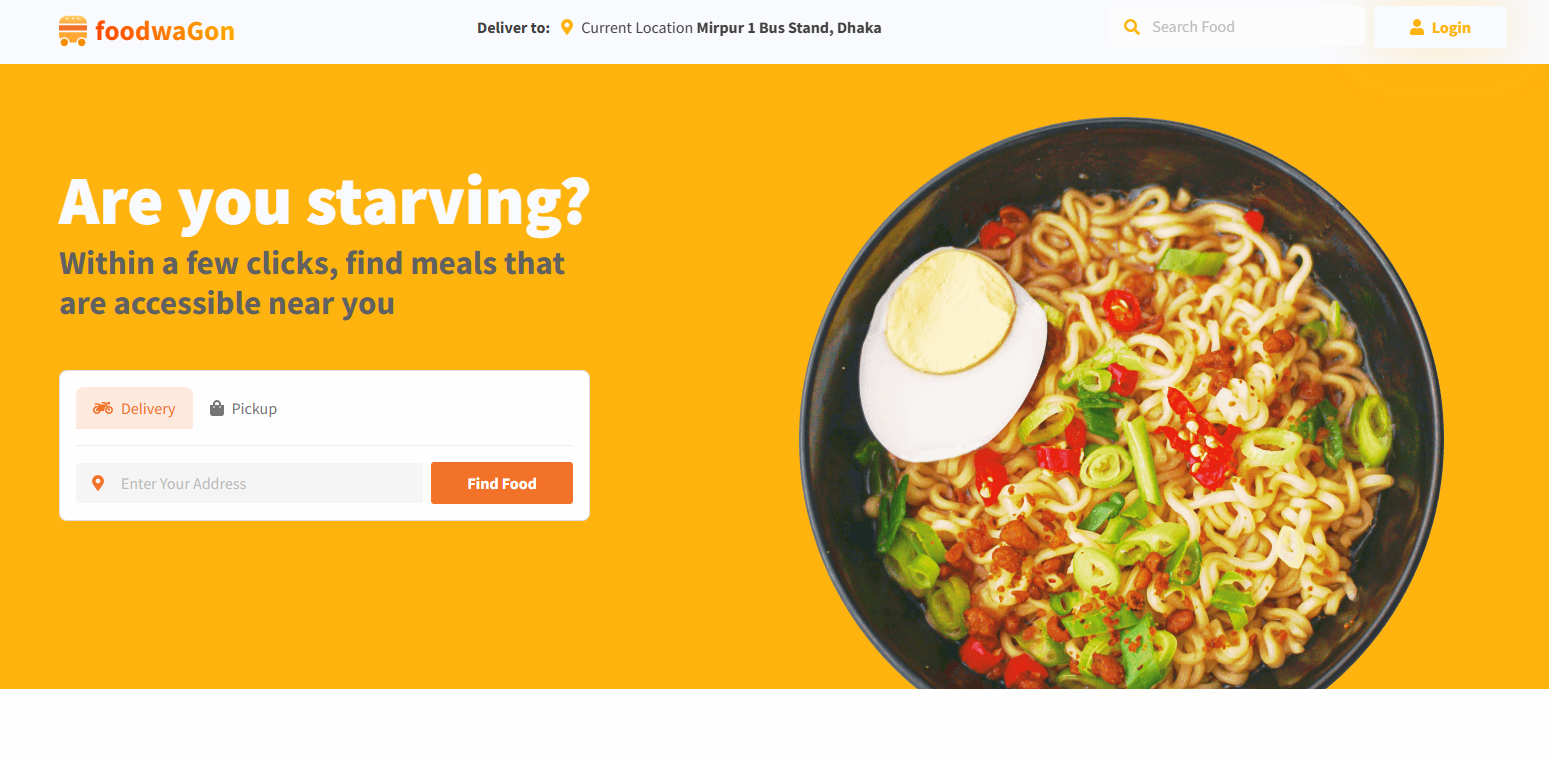 foodwaGon
Deliver to: Current Location Mirpur 1 Bus Stand, Dhaka
Search Food
Login
Are you starving?
Within a few clicks, find meals that
are accessible near you
Delivery
Pickup
Enter Your Address
Find Food